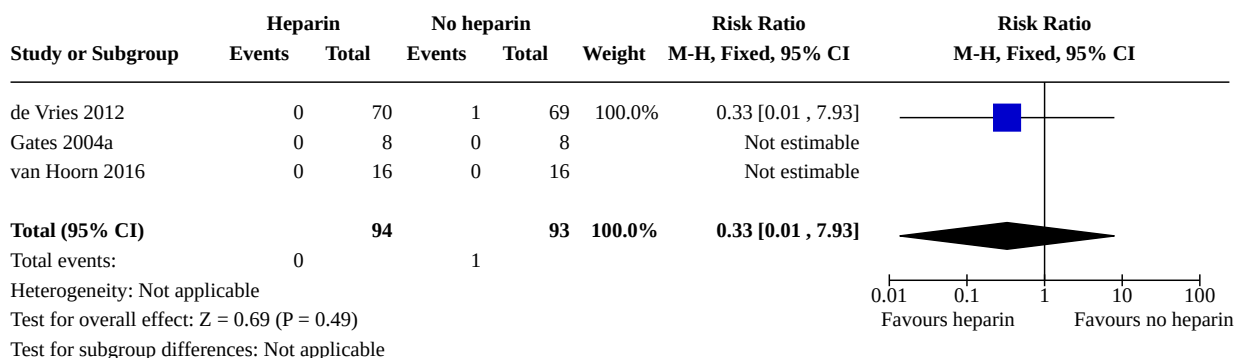 Heparin No heparin Risk Ratio Risk Ratio
Study or Subgroup Events Total Events Total Weight M-H, Fixed, 95% CI M-H, Fixed, 95% CI
de Vries 2012 0 70 1 69 100.0% 0.33 [0.01 , 7.93]
Gates 2004a 0 8 0 8 Not estimable
van Hoorn 2016 0 16 0 16 Not estimable
Total (95% CI) 94 93 100.0% 0.33 [0.01 , 7.93]
Total events: 0 1
Heterogeneity: Not applicable 0.01 0.1 1 10 100
Test for overall effect: Z = 0.69 (P = 0.49) Favours heparin Favours no heparin
Test for subgroup differences: Not applicable